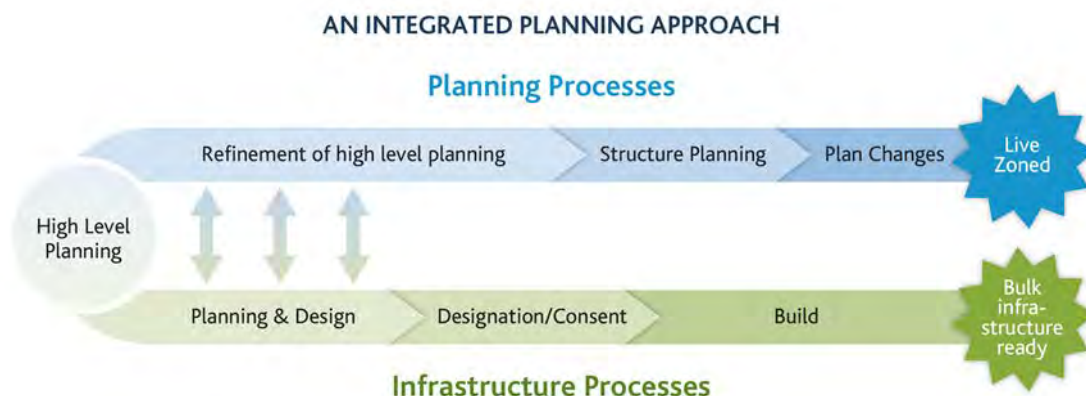 AN INTEGRATED PLANNING APPROACH
Planning Processes
Refinement of high level planning
Structure Planning
Plan Changes
Live
Zoned
High Level
Planning
Planning & Design
Designation/Consent
Build
Bulk
infra-
structure
ready
Infrastructure Processes